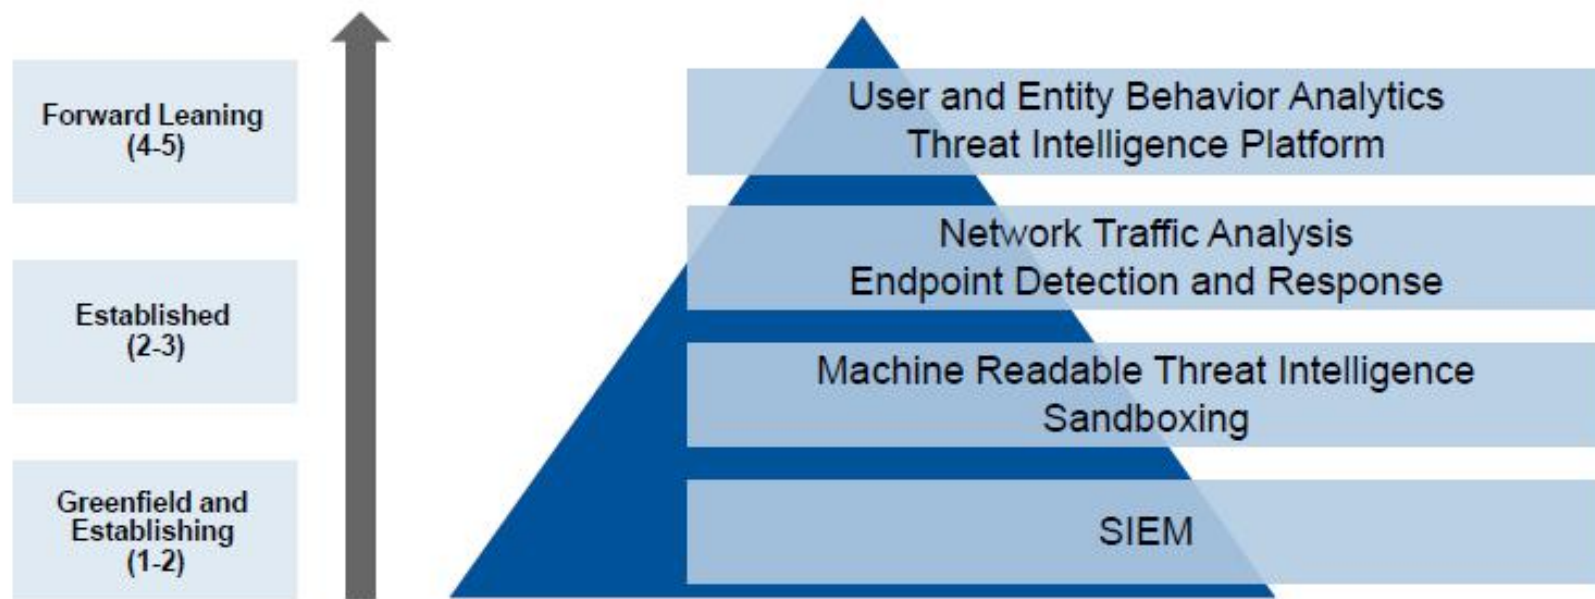 Forward Leaning
(4-5)
Established
(2-3)
Greenfield and
Establishing
(1-2)
User and Entity Behavior Analytics
Threat Intelligence Platform
Network Traffic Analysis
Endpoint Detection and Response
Machine Readable Threat Intelligence
Sandboxing
SIEM